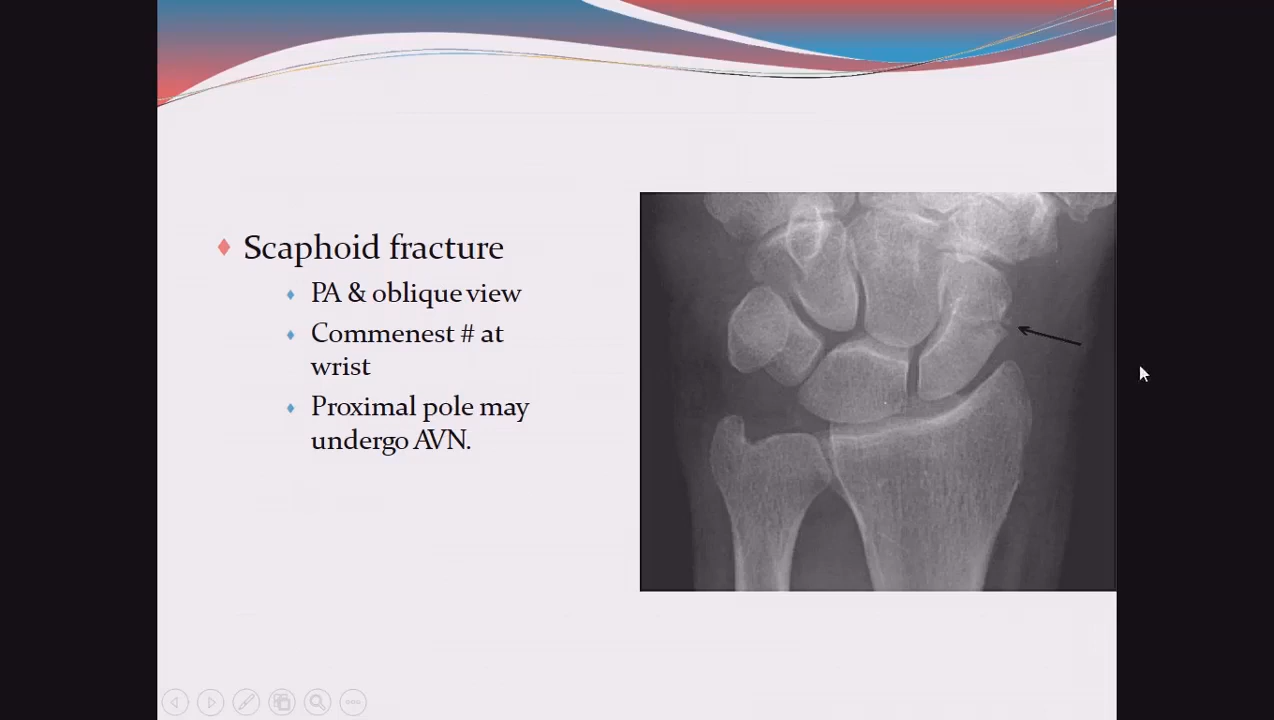 Scaphoid fracture
PA & oblique view
Commenest # at
wrist
Proximal pole may
undergo AVN.